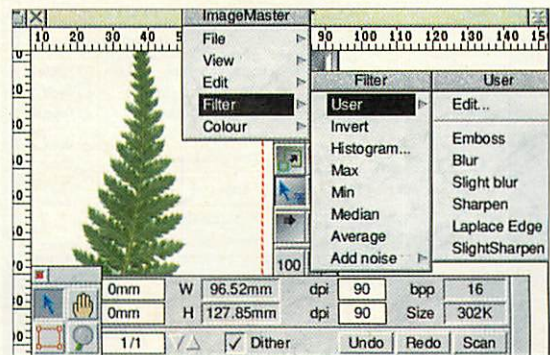 ImageMaster
10 20 30 40 5 90 100 110 120 130 140 15
File
View
Edit
Filter
Colour
Filter
User
Invert
Histogram...
Max
Min
Median
Average
Add noise
User
Edit...
Emboss
Blur
Slight blur
Sharpen
Laplace Edge
SlightSharpen
100
0mm W 96.52mm dpi 90 bpp 16
0mm H 127.85mm dpi 90 Size 302K
1/1 Dither Undo Redo Scan